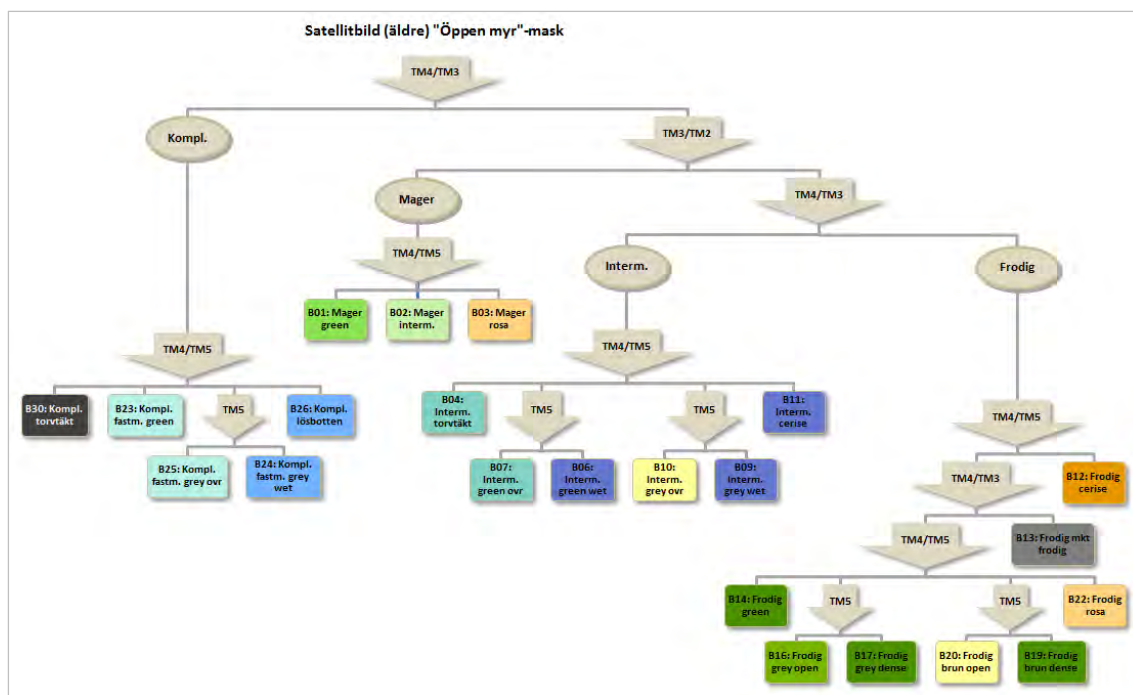 Satellitbild (äldre) "Öppen myr"-mask
TM4/TM3
Kompl.
TM3/TM2
Mager
TM4/TM3
TM4/TM5
Interm.
Frodig
B01: Mager
green
B02: Mager
interm.
B03: Mager
rosa
TM4/TM5
TM4/TM5
B30: Kompl.
torvtäkt
B23: Kompl.
fastm. green
TM5
B26: Kompl.
lösbotten
B25: Kompl.
fastm. grey ovr
B24: Kompl.
fastm. grey
wet
B04:
Interm.
torvtäkt
TM5
TM5
B11:
Interm.
cerise
B07:
Interm.
green ovr
B06:
Interm.
green wet
B10:
Interm.
grey ovr
B09:
Interm.
grey wet
TM4/TM5
TM4/TM3
B12: Frodig
cerise
TM4/TM5
B13: Frodig mkt
frodig
B14: Frodig
green
TM5
TM5
B22: Frodig
rosa
B16: Frodig
grey open
B17: Frodig
grey dense
B20: Frodig
brun open
B19: Frodig
brun dense